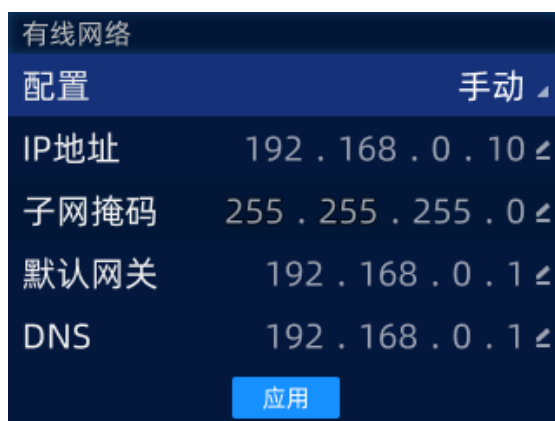 有线网络
配置 手动
IP地址 192 . 168 . 0 . 10
子网掩码 255 . 255 . 255 . 0
默认网关 192 . 168 . 0 . 1
DNS 192 . 168 . 0 . 1
应用